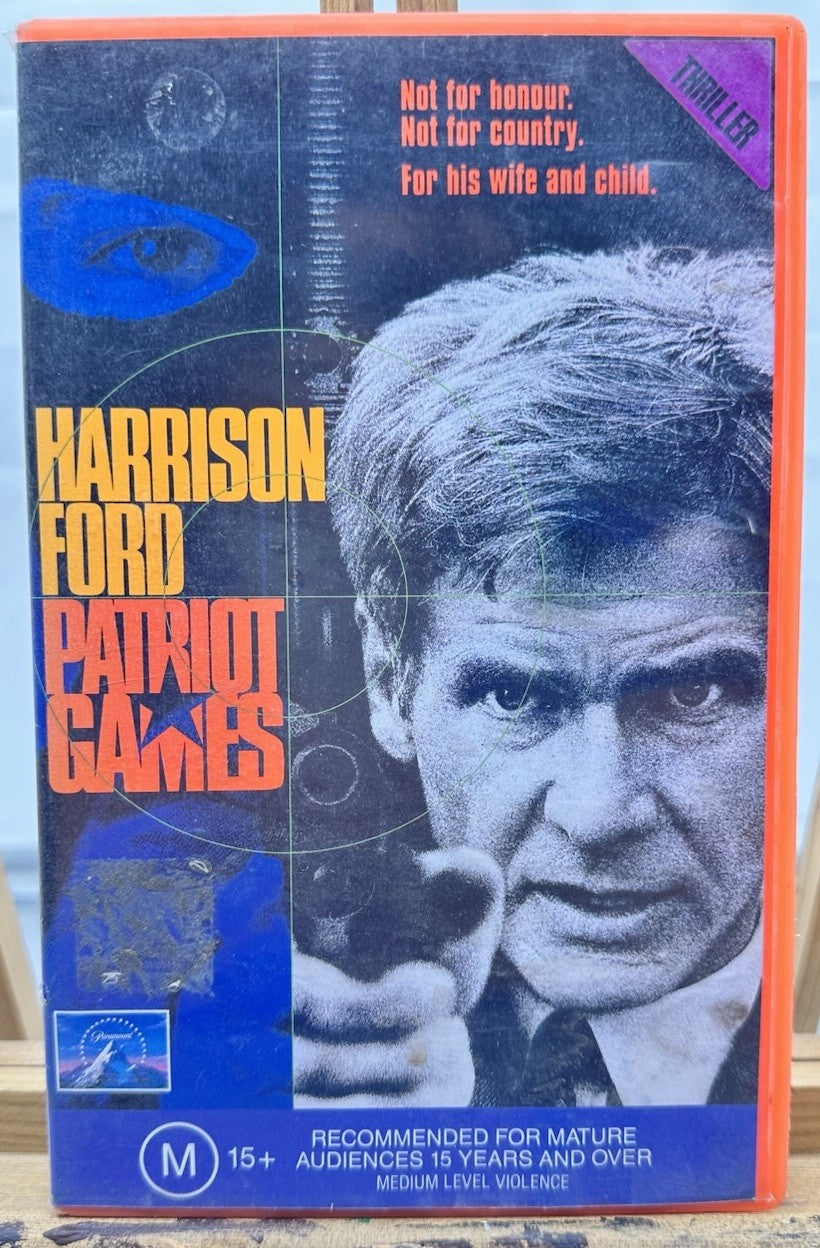 Not for honour.
Not for country.
For his wife and child.
THRILLER
HARRISON
FORD
PATRIOT
GAMES
Paramount
M 15+
RECOMMENDED FOR MATURE
AUDIENCES 15 YEARS AND OVER
MEDIUM LEVEL VIOLENCE